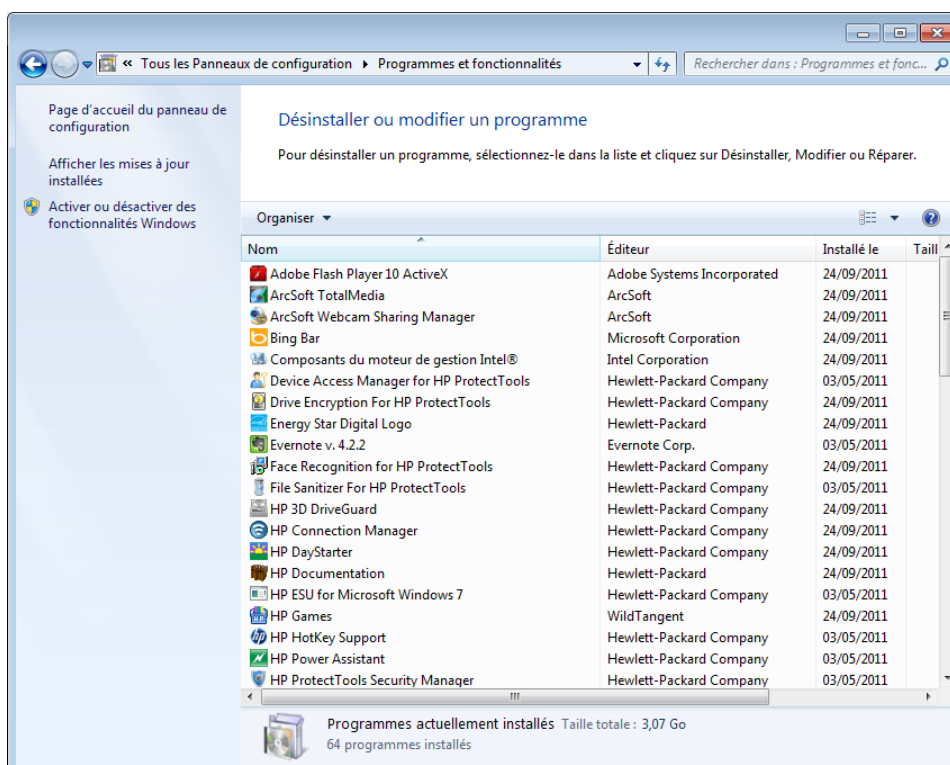 « Tous les Panneaux de configuration Programmes et fonctionnalités Rechercher dans : Programmes et fonc...
Page d'accueil du panneau de
configuration
Afficher les mises à jour
installées
Activer ou désactiver des
fonctionnalités Windows
Désinstaller ou modifier un programme
Pour désinstaller un programme, sélectionnez-le dans la liste et cliquez sur Désinstaller, Modifier ou Réparer.
Organiser
Nom Éditeur Installé le Taill
Adobe Flash Player 10 ActiveX Adobe Systems Incorporated 24/09/2011
ArcSoft TotalMedia ArcSoft 24/09/2011
ArcSoft Webcam Sharing Manager ArcSoft 24/09/2011
Bing Bar Microsoft Corporation 24/09/2011
Composants du moteur de gestion Intel® Intel Corporation 24/09/2011
Device Access Manager for HP ProtectTools Hewlett-Packard Company 03/05/2011
Drive Encryption For HP ProtectTools Hewlett-Packard Company 24/09/2011
Energy Star Digital Logo Hewlett-Packard 24/09/2011
Evernote v. 4.2.2 Evernote Corp. 03/05/2011
Face Recognition for HP ProtectTools Hewlett-Packard Company 24/09/2011
File Sanitizer For HP ProtectTools Hewlett-Packard Company 03/05/2011
HP 3D DriveGuard Hewlett-Packard Company 24/09/2011
HP Connection Manager Hewlett-Packard Company 24/09/2011
HP DayStarter Hewlett-Packard Company 24/09/2011
HP Documentation Hewlett-Packard 24/09/2011
HP ESU for Microsoft Windows 7 Hewlett-Packard Company 03/05/2011
HP Games WildTangent 24/09/2011
HP HotKey Support Hewlett-Packard Company 03/05/2011
HP Power Assistant Hewlett-Packard Company 03/05/2011
HP ProtectTools Security Manager Hewlett-Packard Company 03/05/2011
Programmes actuellement installés Taille totale : 3,07 Go
64 programmes installés